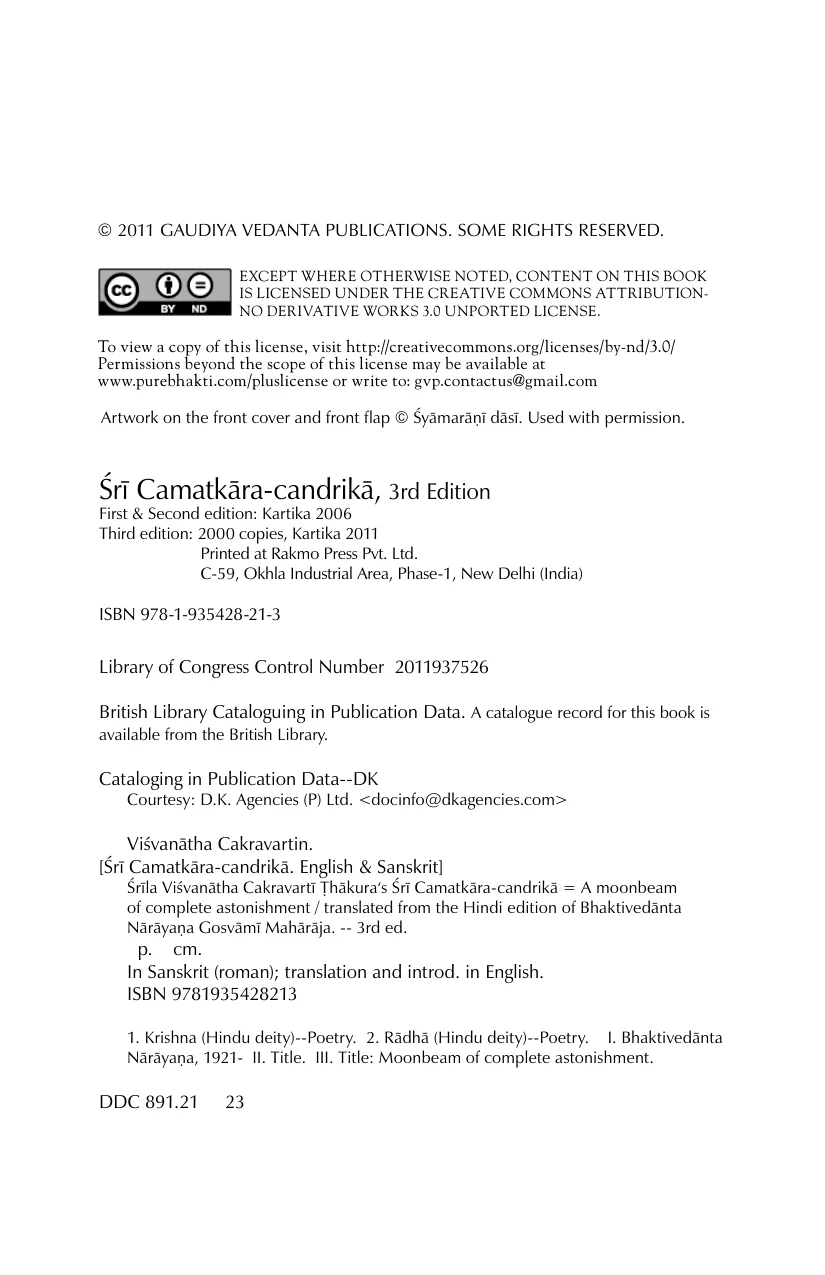 © 2011 GAUDIYA VEDANTA PUBLICATIONS. SOME RIGHTS RESERVED.
cc BY ND
EXCEPT WHERE OTHERWISE NOTED, CONTENT ON THIS BOOK
IS LICENSED UNDER THE CREATIVE COMMONS ATTRIBUTION-
NO DERIVATIVE WORKS 3.0 UNPORTED LICENSE.
To view a copy of this license, visit http://creativecommons.org/licenses/by-nd/3.0/
Permissions beyond the scope of this license may be available at
www.purebhakti.com/pluslicense or write to: gvp.contactus@gmail.com
Artwork on the front cover and front flap © Śyāmarāṇī dāsī. Used with permission.
Śrī Camatkāra-candrikā, 3rd Edition
First & Second edition: Kartika 2006
Third edition: 2000 copies, Kartika 2011
Printed at Rakmo Press Pvt. Ltd.
C-59, Okhla Industrial Area, Phase-1, New Delhi (India)
ISBN 978-1-935428-21-3
Library of Congress Control Number 2011937526
British Library Cataloguing in Publication Data. A catalogue record for this book is
available from the British Library.
Cataloging in Publication Data--DK
Courtesy: D.K. Agencies (P) Ltd. <docinfo@dkagencies.com>
Viśvanātha Cakravartin.
[Śrī Camatkāra-candrikā. English & Sanskrit]
Śrīla Viśvanātha Cakravartī Ṭhākura‘s Śrī Camatkāra-candrikā = A moonbeam
of complete astonishment / translated from the Hindi edition of Bhaktivedānta
Nārāyaṇa Gosvāmī Mahārāja. -- 3rd ed.
p. cm.
In Sanskrit (roman); translation and introd. in English.
ISBN 9781935428213
1. Krishna (Hindu deity)--Poetry. 2. Rādhā (Hindu deity)--Poetry. I. Bhaktivedānta
Nārāyaṇa, 1921- II. Title. III. Title: Moonbeam of complete astonishment.
DDC 891.21 23